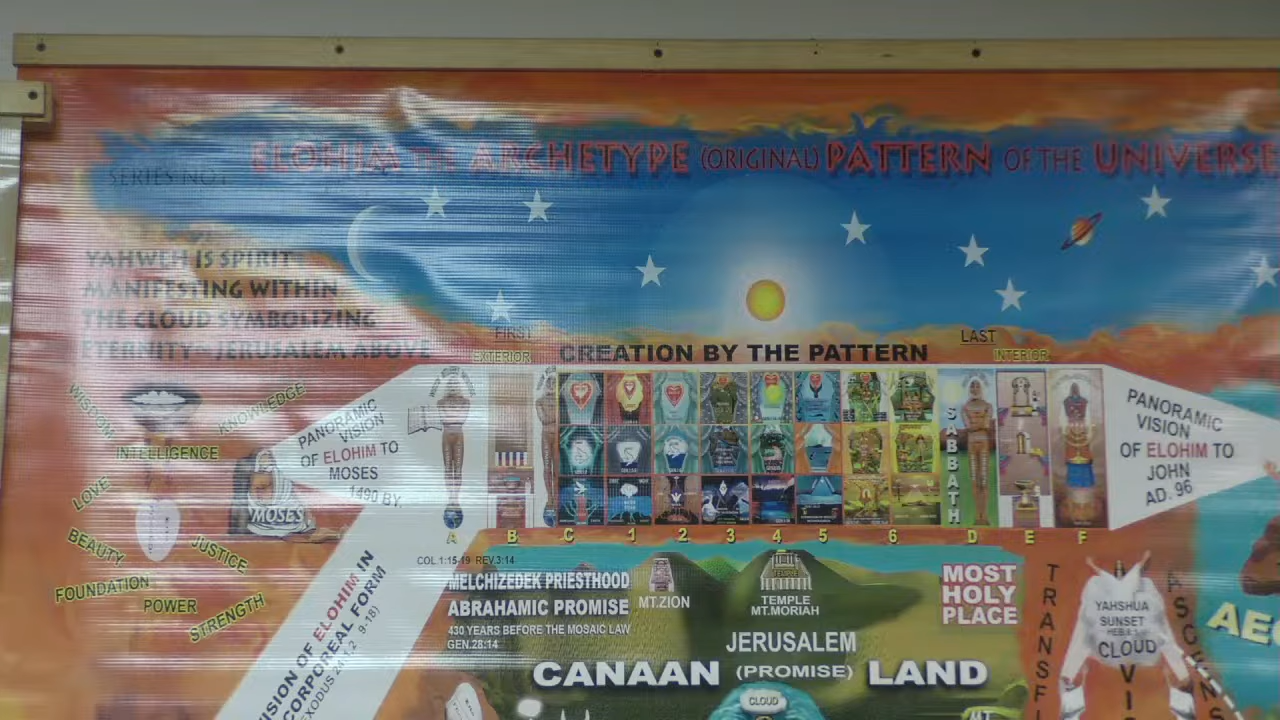 ELOHIM THE ARCHETYPE (ORIGINAL) PATTERN OF THE UNIVERSE
SERIES NO1
YAHWEH IS SPIRIT
MANIFESTING WITHIN
THE CLOUD SYMBOLIZING
ETERNITY= JERUSALEM ABOVE
FIRST
EXTERIOR
CREATION BY THE PATTERN
LAST
INTERIOR
WISDOM
KNOWLEDGE
INTELLIGENCE
LOVE
BEAUTY
JUSTICE
FOUNDATION
POWER
STRENGTH
MOSES
PANORAMIC
VISION
OF ELOHIM TO
MOSES
1490 BY.
SABBATH
PANORAMIC
VISION
OF ELOHIM TO
JOHN
AD. 96
A B C 1 2 3 4 5 6 D E F
VISION OF ELOHIM IN
CORPOREAL FORM
COL.1:15-19 REV.3:14
MELCHIZEDEK PRIESTHOOD
ABRAHAMIC PROMISE
430 YEARS BEFORE THE MOSAIC LAW
GEN.28:14
MT.ZION
TEMPLE
MT.MORIAH
MOST
HOLY
PLACE
JERUSALEM
CANAAN (PROMISE) LAND
CLOUD
YAHSHUA
SUNSET
CLOUD